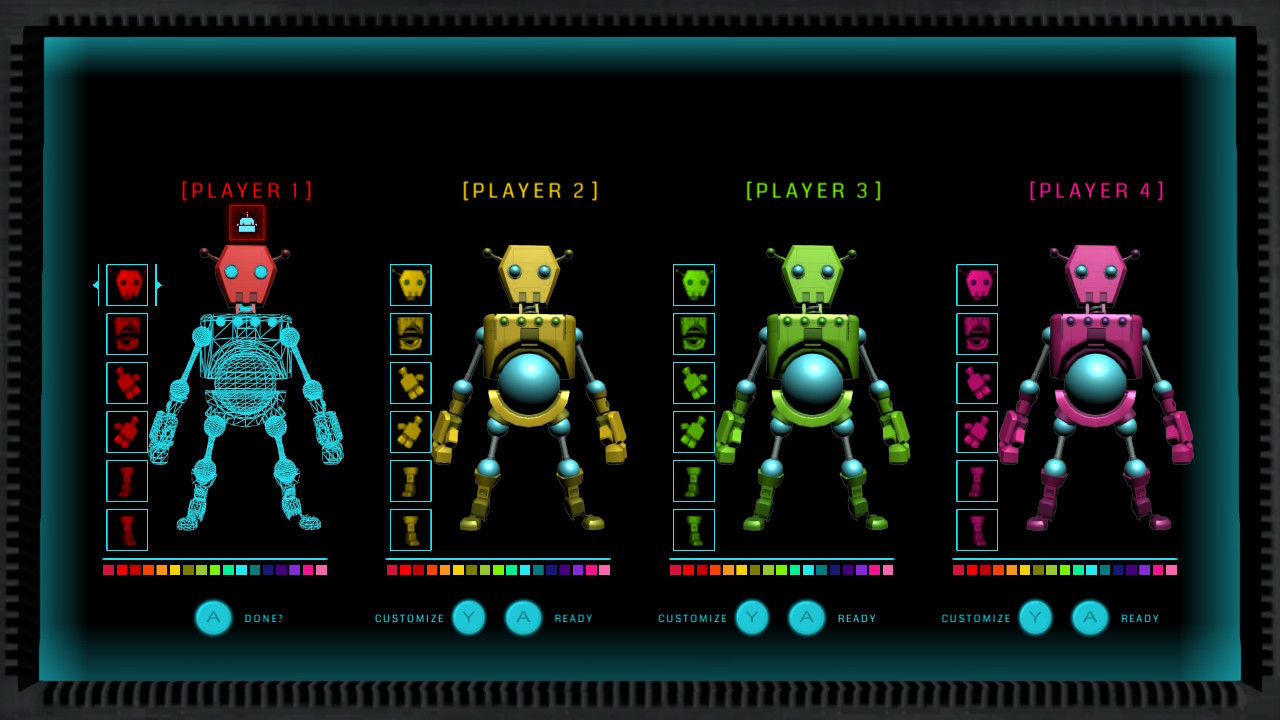 [PLAYER 1] [PLAYER 2] [PLAYER 3] [PLAYER 4]
A DONE? CUSTOMIZE Y A READY CUSTOMIZE Y A READY CUSTOMIZE Y A READY